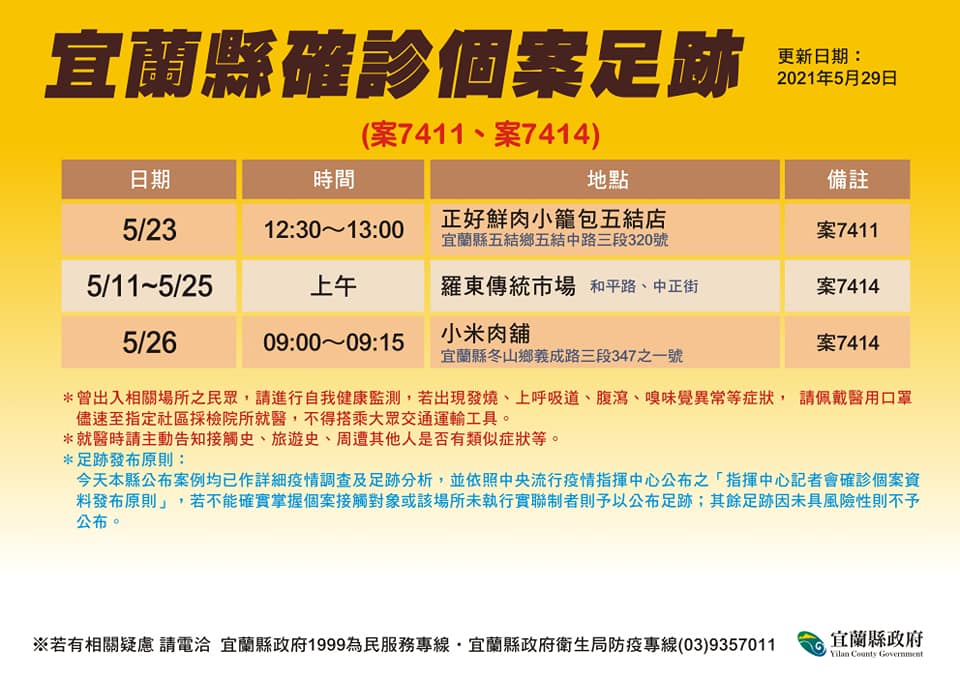 宜蘭縣確診個案足跡
更新日期：
2021年5月29日
(案7411、案7414)
日期 時間 地點 備註
5/23 12:30～13:00 正好鮮肉小籠包五結店 案7411
宜蘭縣五結鄉五結中路三段320號
5/11~5/25 上午 羅東傳統市場 和平路、中正街 案7414
5/26 09:00～09:15 小米肉舖 案7414
宜蘭縣冬山鄉義成路三段347之一號
＊曾出入相關場所之民眾，請進行自我健康監測，若出現發燒、上呼吸道、腹瀉、嗅味覺異常等症狀， 請佩戴醫用口罩
儘速至指定社區採檢院所就醫，不得搭乘大眾交通運輸工具。
＊就醫時請主動告知接觸史、旅遊史、周遭其他人是否有類似症狀等。
＊足跡發布原則：
今天本縣公布案例均已作詳細疫情調查及足跡分析，並依照中央流行疫情指揮中心公布之「指揮中心記者會確診個案資
料發布原則」，若不能確實掌握個案接觸對象或該場所未執行實聯制者則予以公布足跡；其餘足跡因未具風險性則不予
公布。
※若有相關疑慮 請電洽 宜蘭縣政府1999為民服務專線・宜蘭縣政府衛生局防疫專線(03)9357011
宜蘭縣政府
Yilan County Government